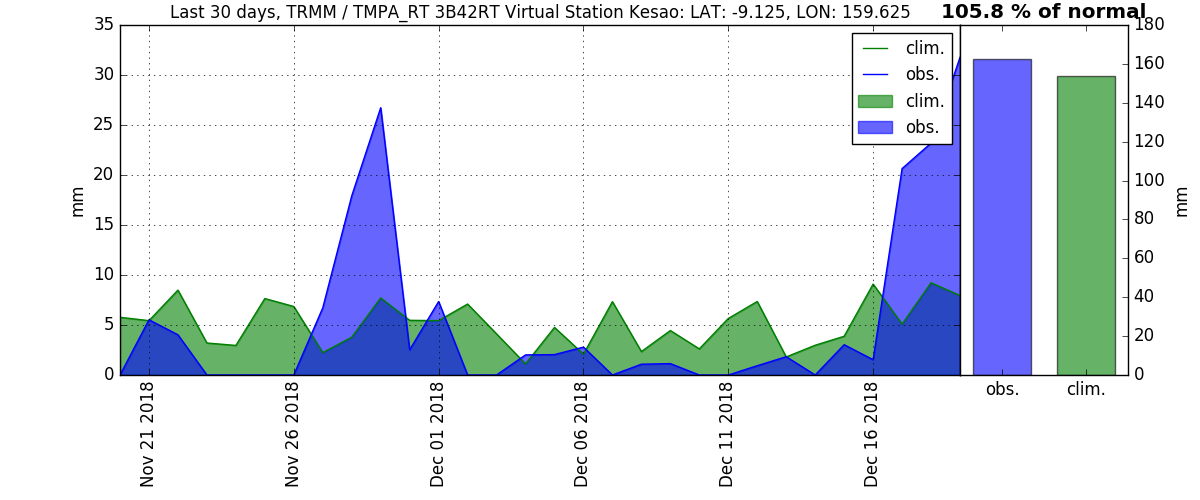 Last 30 days, TRMM / TMPA_RT 3B42RT Virtual Station Kesao: LAT: -9.125, LON: 159.625
105.8 % of normal
35
30
25
20
15
10
5
0
mm
clim.
obs.
clim.
obs.
180
160
140
120
100
80
60
40
20
0
mm
Nov 21 2018
Nov 26 2018
Dec 01 2018
Dec 06 2018
Dec 11 2018
Dec 16 2018
obs.
clim.